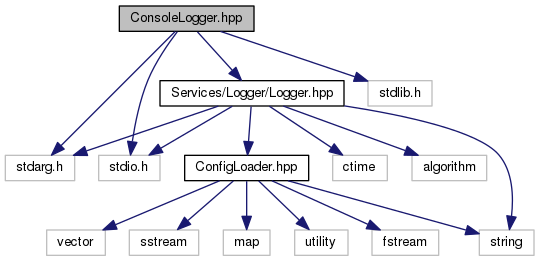 ConsoleLogger.hpp
Services/Logger/Logger.hpp
stdlib.h
stdarg.h
stdio.h
ConfigLoader.hpp
ctime
algorithm
vector
sstream
map
utility
fstream
string